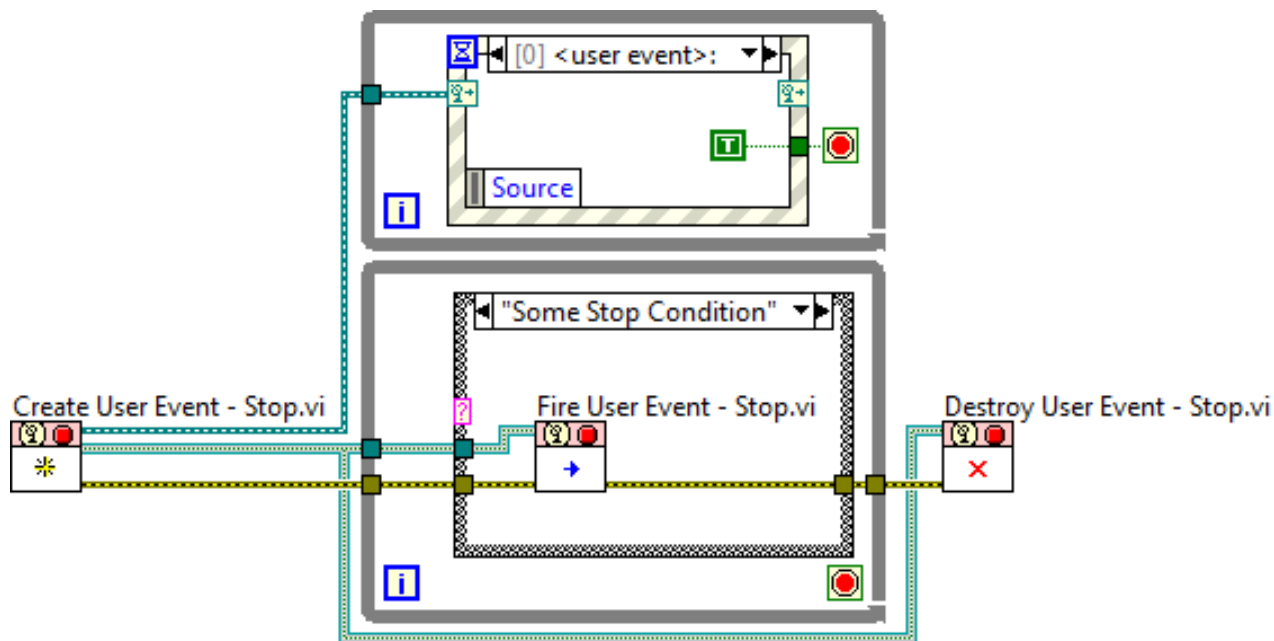 [0] <user event>:
T
Source
i
"Some Stop Condition"
Create User Event - Stop.vi
?
Fire User Event - Stop.vi
Destroy User Event - Stop.vi
i